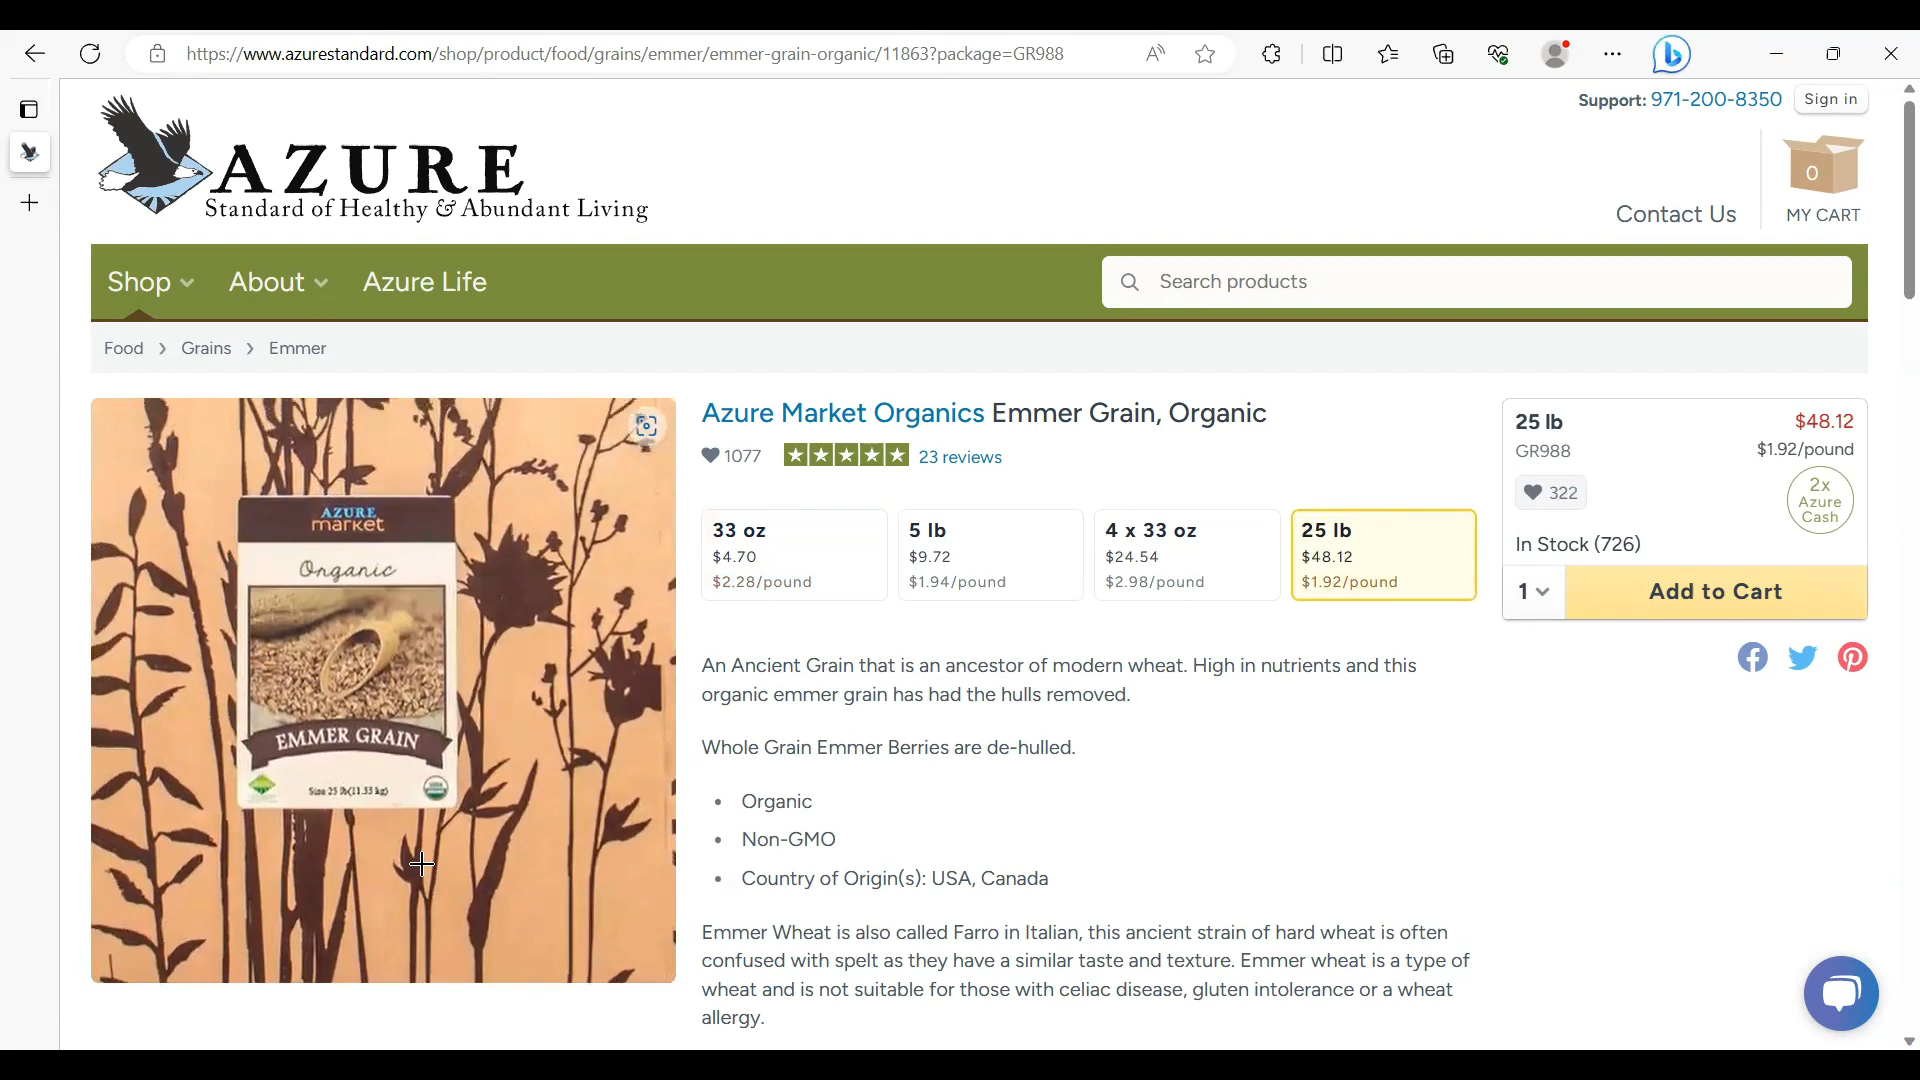 https://www.azurestandard.com/shop/product/food/grains/emmer/emmer-grain-organic/11863?package=GR988
Support: 971-200-8350
Sign in
AZURE
Standard of Healthy & Abundant Living
0
Contact Us
MY CART
Shop
About
Azure Life
Search products
Food > Grains > Emmer
AZURE
market
Organic
EMMER GRAIN
Size 25 lb(11.33 kg)
Azure Market Organics Emmer Grain, Organic
1077
23 reviews
33 oz
$4.70
$2.28/pound
5 lb
$9.72
$1.94/pound
4 x 33 oz
$24.54
$2.98/pound
25 lb
$48.12
$1.92/pound
An Ancient Grain that is an ancestor of modern wheat. High in nutrients and this
organic emmer grain has had the hulls removed.
Whole Grain Emmer Berries are de-hulled.
• Organic
• Non-GMO
• Country of Origin(s): USA, Canada
Emmer Wheat is also called Farro in Italian, this ancient strain of hard wheat is often
confused with spelt as they have a similar taste and texture. Emmer wheat is a type of
wheat and is not suitable for those with celiac disease, gluten intolerance or a wheat
allergy.
25 lb
$48.12
GR988
$1.92/pound
322
2x
Azure
Cash
In Stock (726)
1
Add to Cart